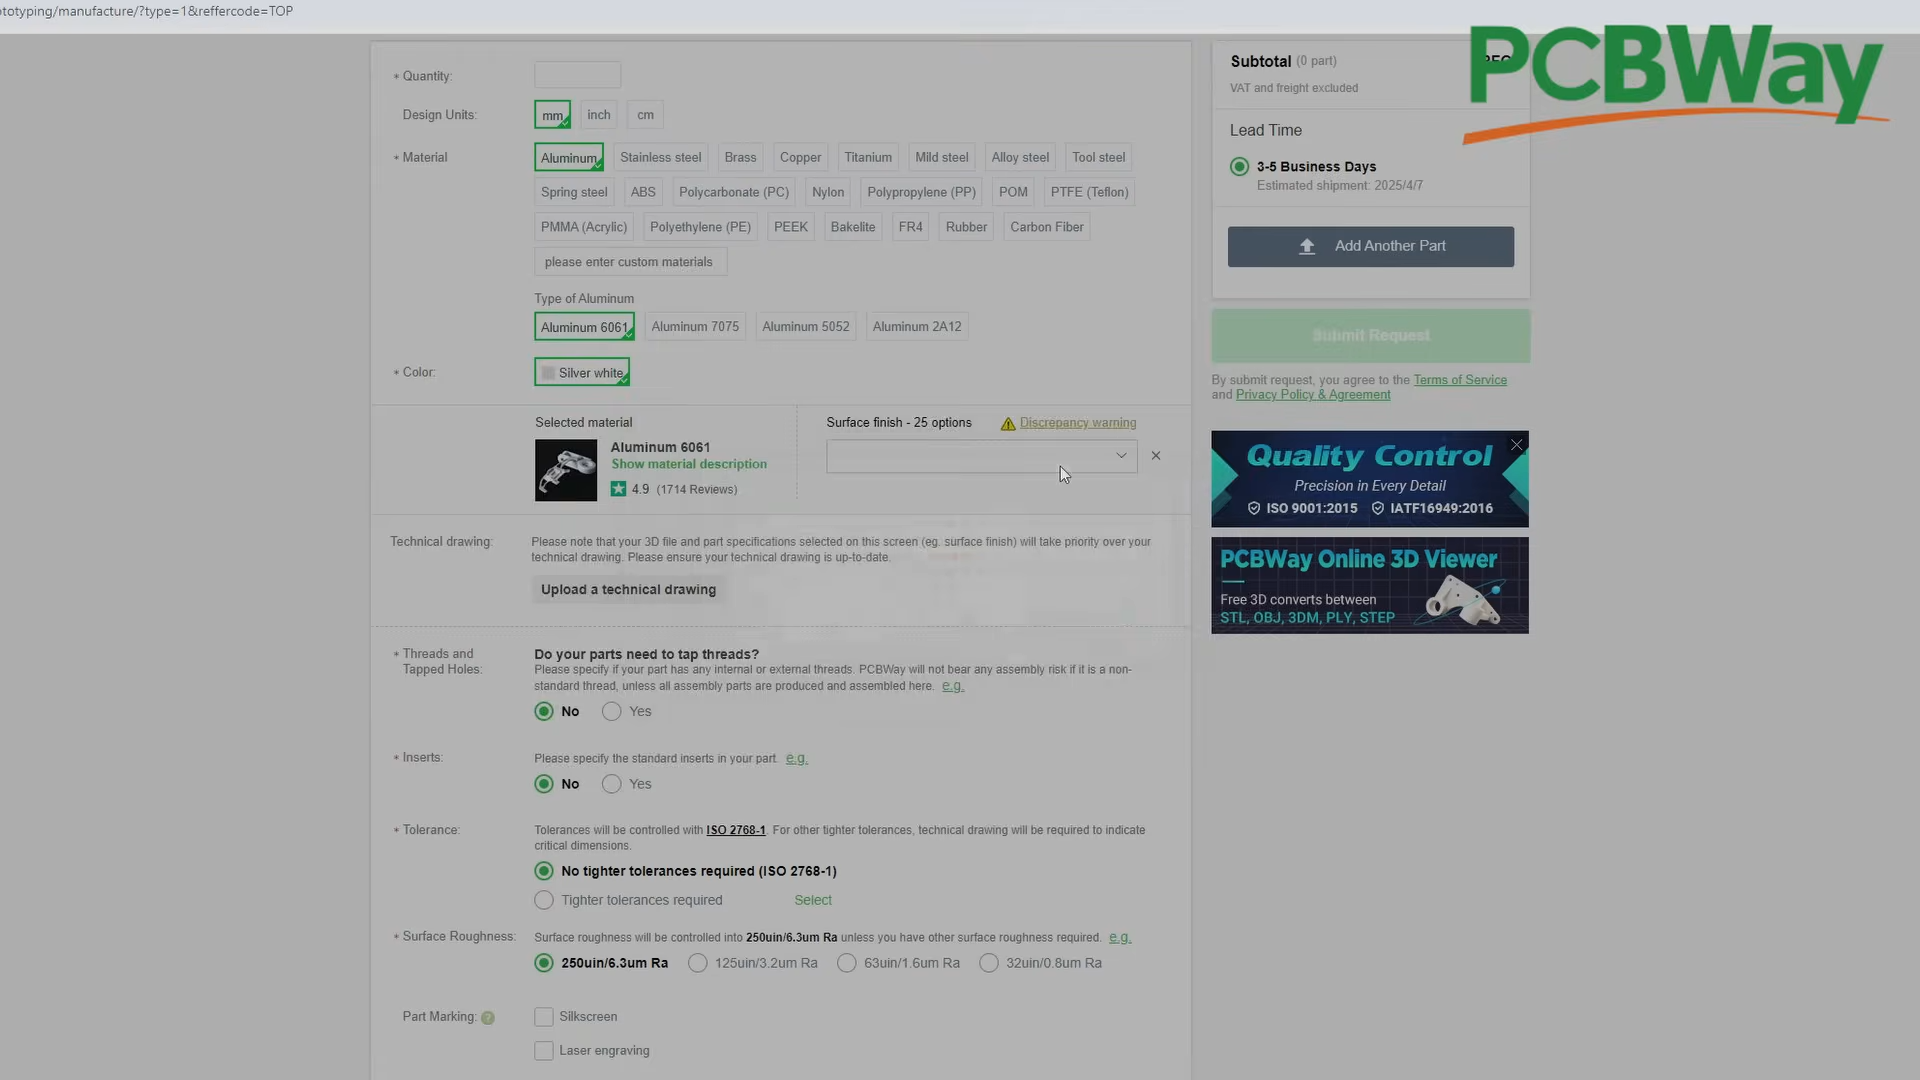 ototyping/manufacture/?type=1&reffercode=TOP
PCBWay
* Quantity:
Design Units:
mm
inch
cm
* Material
Aluminum
Stainless steel
Brass
Copper
Titanium
Mild steel
Alloy steel
Tool steel
Spring steel
ABS
Polycarbonate (PC)
Nylon
Polypropylene (PP)
POM
PTFE (Teflon)
PMMA (Acrylic)
Polyethylene (PE)
PEEK
Bakelite
FR4
Rubber
Carbon Fiber
please enter custom materials
Type of Aluminum
Aluminum 6061
Aluminum 7075
Aluminum 5052
Aluminum 2A12
* Color:
Silver white
Selected material
Aluminum 6061
Show material description
4.9 (1714 Reviews)
Surface finish - 25 options
Discrepancy warning
Technical drawing:
Please note that your 3D file and part specifications selected on this screen (eg. surface finish) will take priority over your
technical drawing. Please ensure your technical drawing is up-to-date.
Upload a technical drawing
* Threads and
Tapped Holes:
Do your parts need to tap threads?
Please specify if your part has any internal or external threads. PCBWay will not bear any assembly risk if it is a non-
standard thread, unless all assembly parts are produced and assembled here. e.g.
No
Yes
* Inserts:
Please specify the standard inserts in your part. e.g.
No
Yes
* Tolerance:
Tolerances will be controlled with ISO 2768-1. For other tighter tolerances, technical drawing will be required to indicate
critical dimensions.
No tighter tolerances required (ISO 2768-1)
Tighter tolerances required
Select
* Surface Roughness:
Surface roughness will be controlled into 250uin/6.3um Ra unless you have other surface roughness required. e.g.
250uin/6.3um Ra
125uin/3.2um Ra
63uin/1.6um Ra
32uin/0.8um Ra
Part Marking: ?
Silkscreen
Laser engraving
Subtotal (0 part)
VAT and freight excluded
Lead Time
3-5 Business Days
Estimated shipment: 2025/4/7
Add Another Part
Submit Request
By submit request, you agree to the Terms of Service
and Privacy Policy & Agreement
Quality Control
Precision in Every Detail
ISO 9001:2015 IATF16949:2016
PCBWay Online 3D Viewer
Free 3D converts between
STL, OBJ, 3DM, PLY, STEP